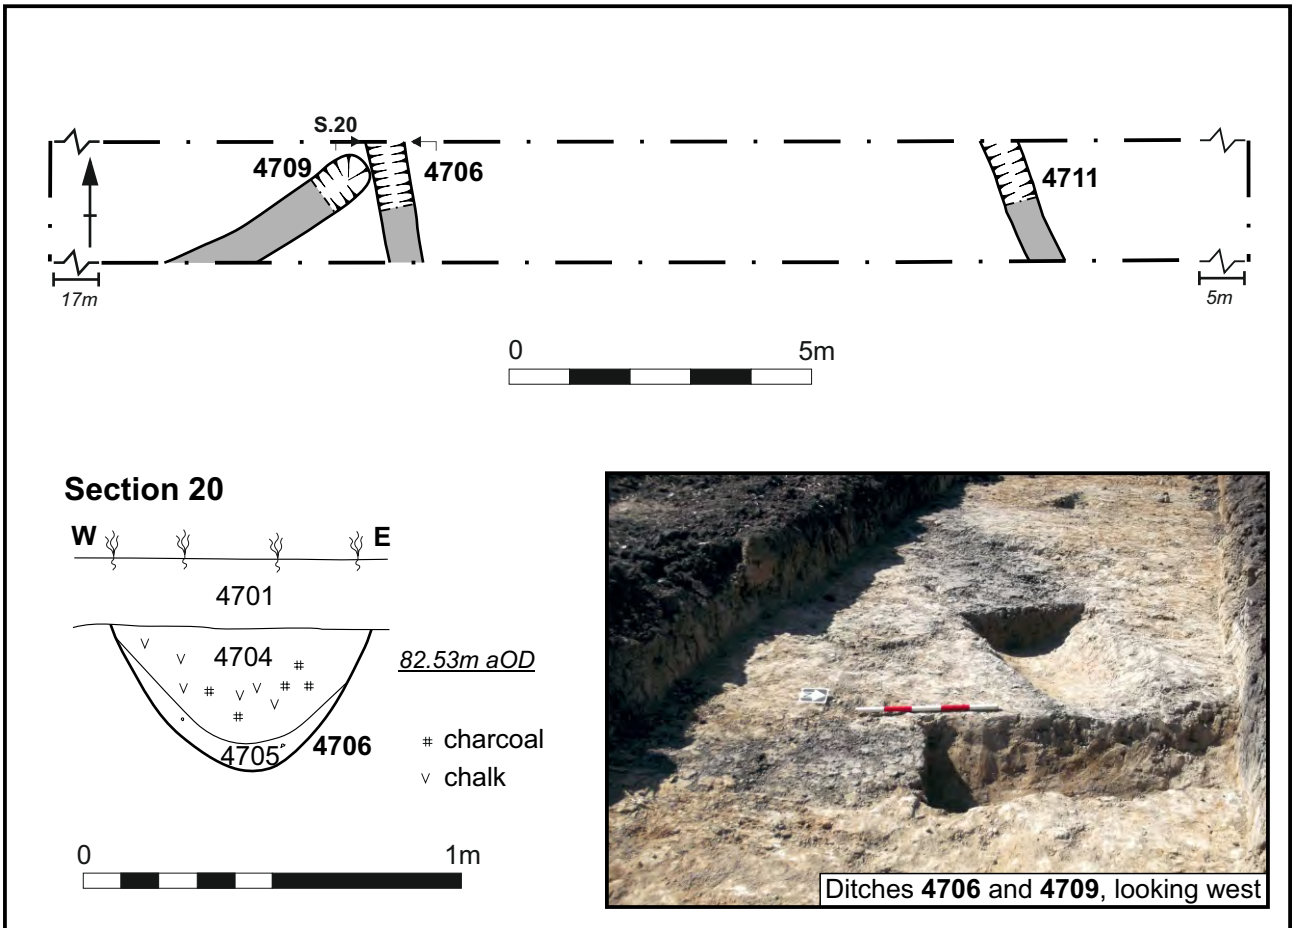 S.20
4709
4706
4711
17m
5m
0 5m
Section 20
W E
4701
4704
82.53m aOD
4705
4706
# charcoal
v chalk
0 1m
Ditches 4706 and 4709, looking west